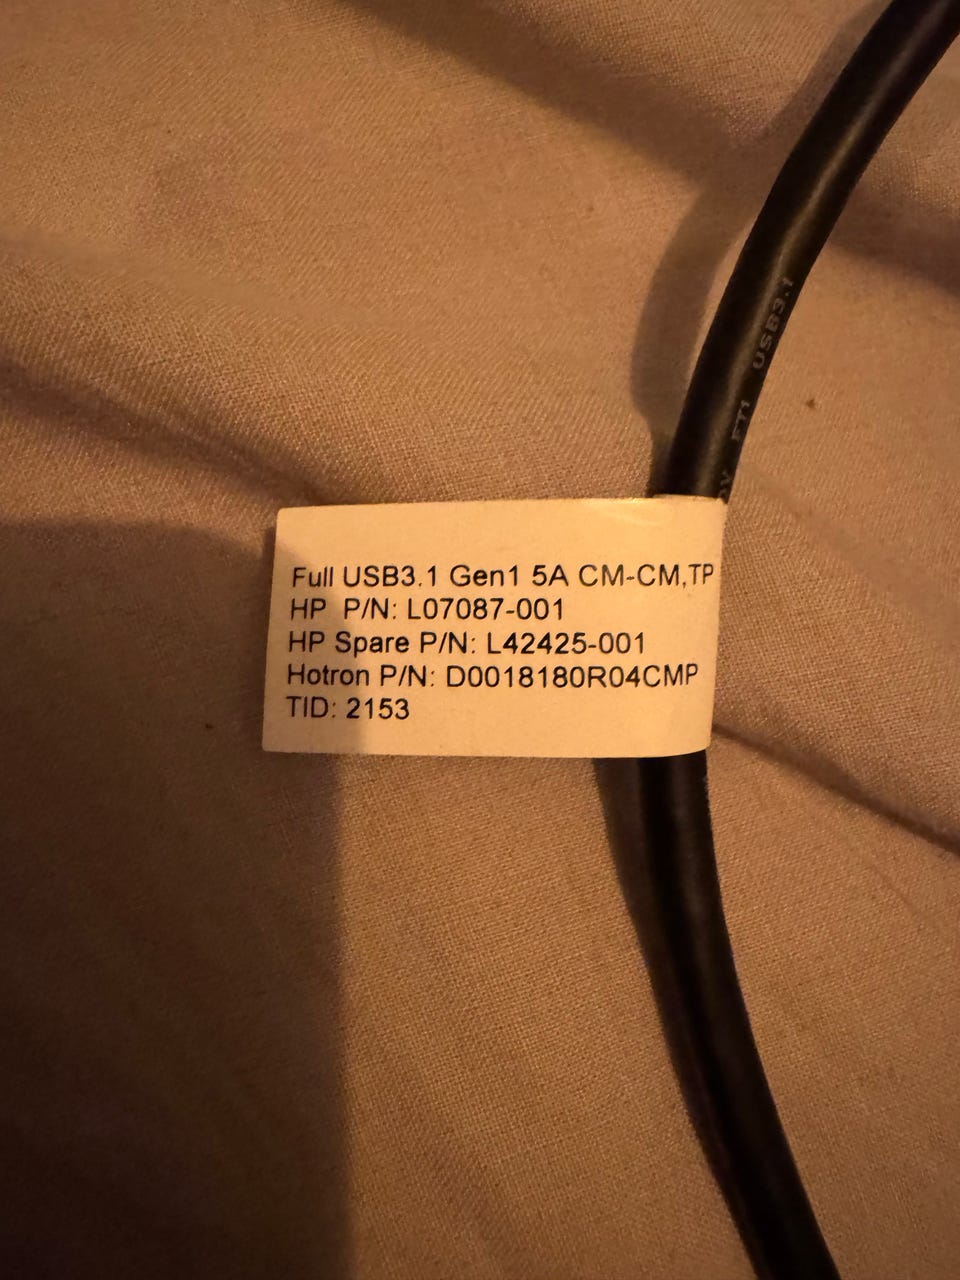 Full USB3.1 Gen1 5A CM-CM,TP
HP P/N: L07087-001
HP Spare P/N: L42425-001
Hotron P/N: D0018180R04CMP
TID: 2153
FT1 USB3.1